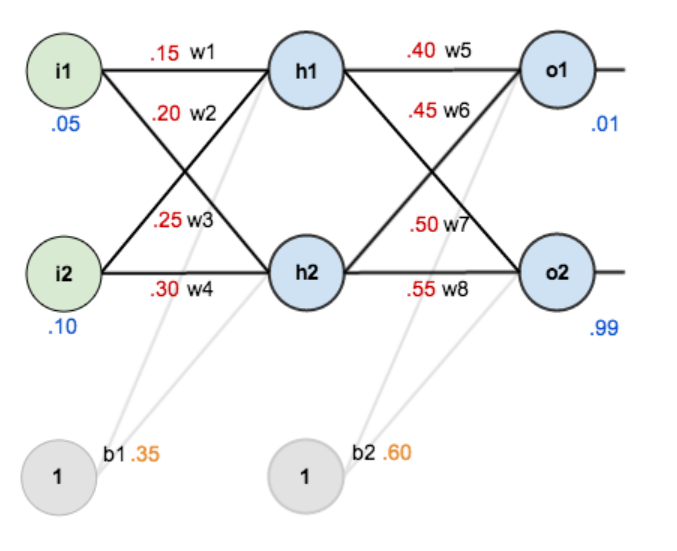 .15 w1
.40 w5
i1
h1
o1
.20 w2
.45 w6
.05
.01
.25 w3
.50 w7
i2
h2
o2
.30 w4
.55 w8
.10
.99
b1 .35
b2 .60
1
1